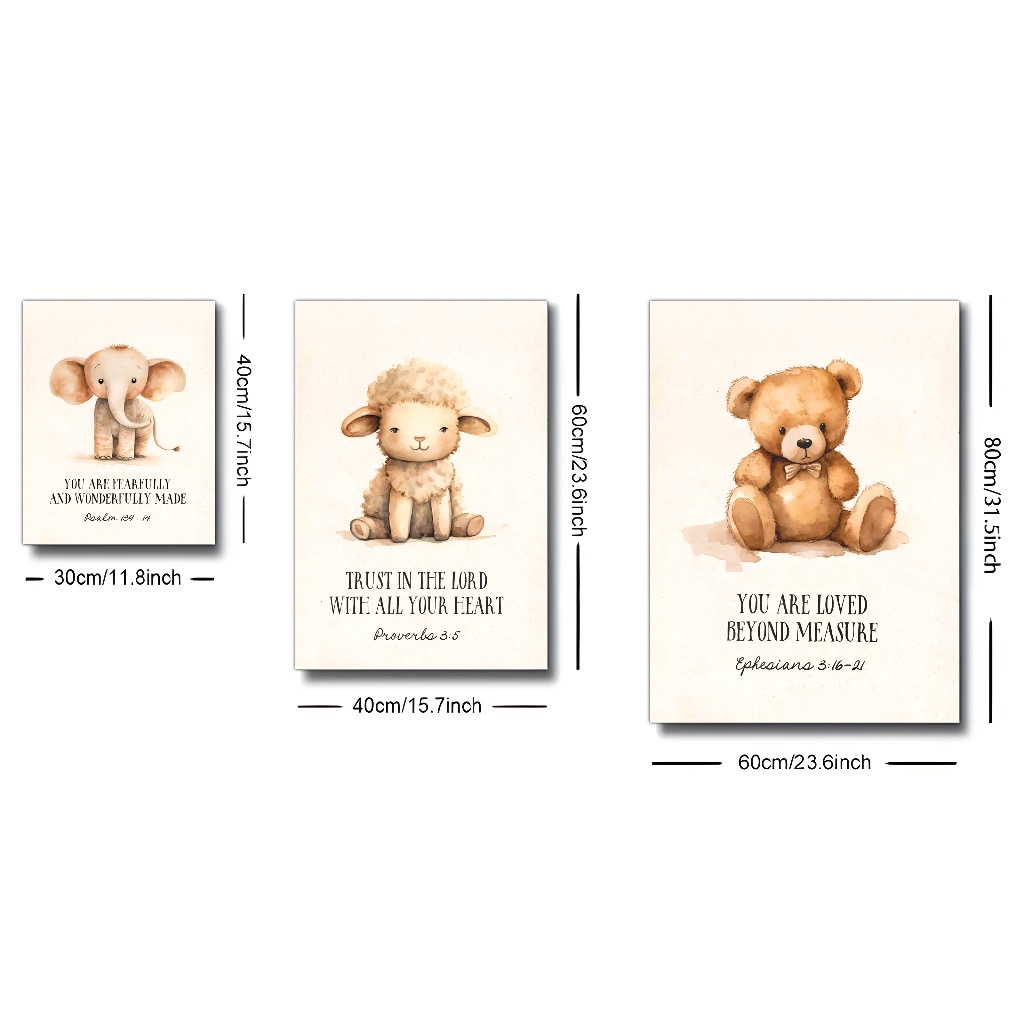 YOU ARE FEARFULLY
AND WONDERFULLY MADE
Psalm 139:14
40cm/15.7inch
30cm/11.8inch
TRUST IN THE LORD
WITH ALL YOUR HEART
Proverbs 3:5
60cm/23.6inch
40cm/15.7inch
YOU ARE LOVED
BEYOND MEASURE
Ephesians 3:16-21
80cm/31.5inch
60cm/23.6inch